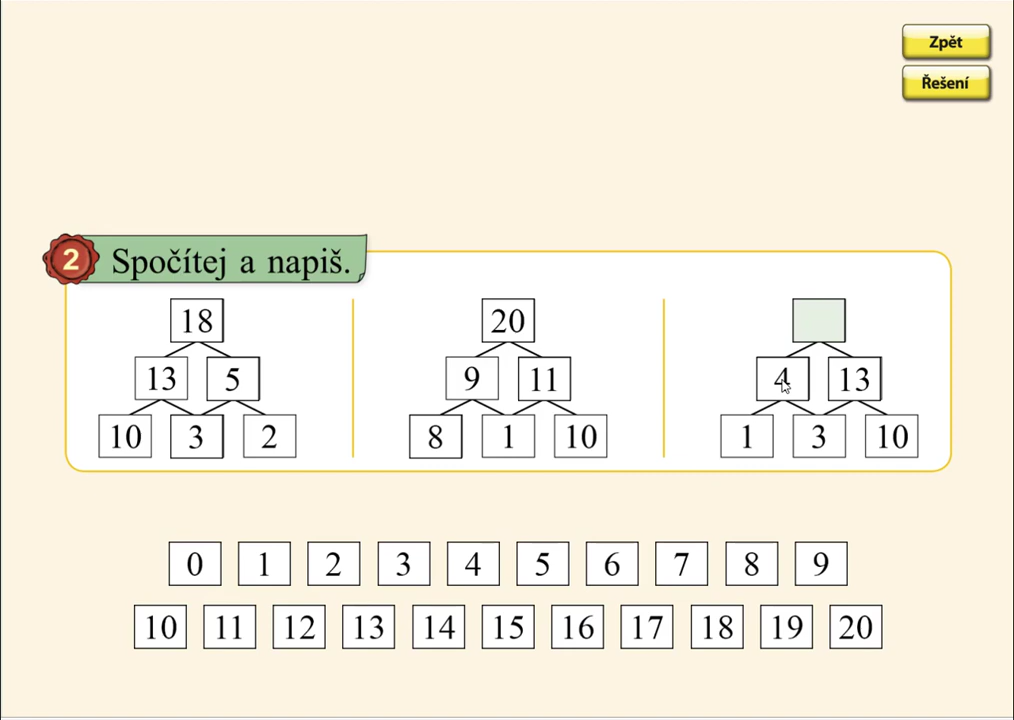 Zpět
Řešení
2 Spočítej a napiš.
18 20
13 5 9 11 4 13
10 3 2 8 1 10 1 3 10
0 1 2 3 4 5 6 7 8 9
10 11 12 13 14 15 16 17 18 19 20